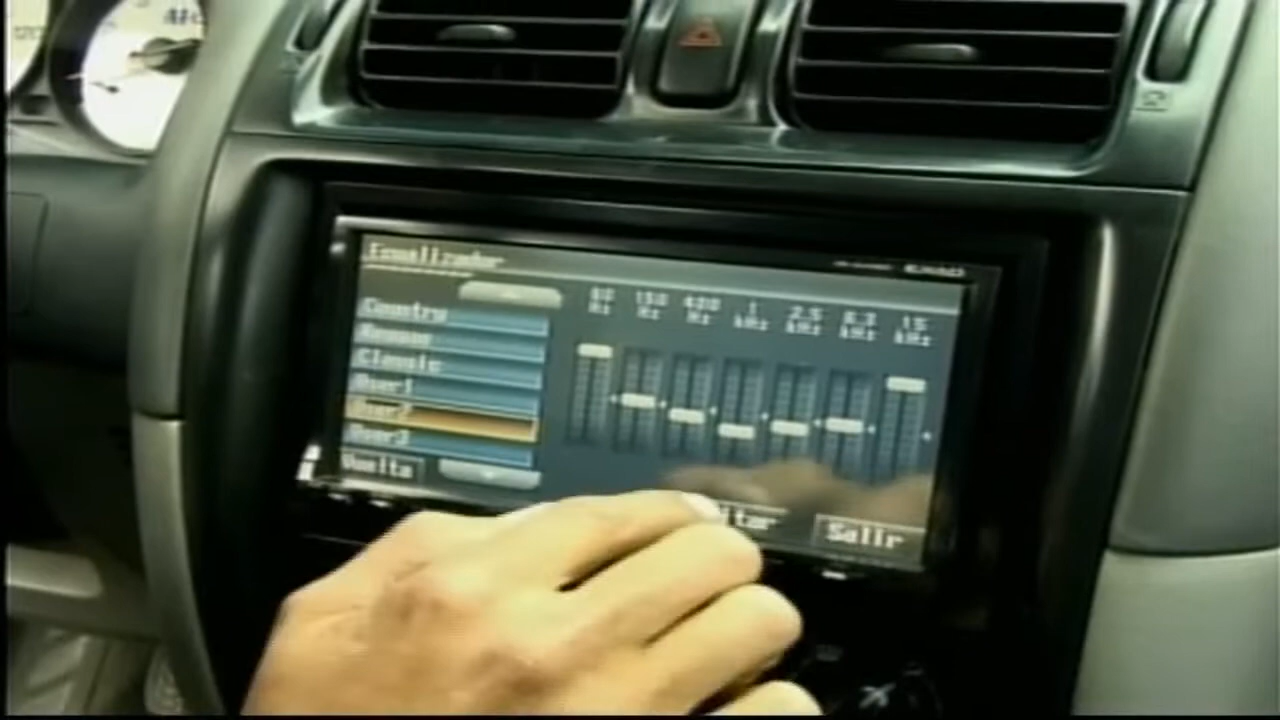 Ecualizador
60 Hz 150 Hz 400 Hz 1 kHz 2.5 kHz 6.3 kHz 15 kHz
Country
Classic
User1
User2
User3
Vuelta
Salir